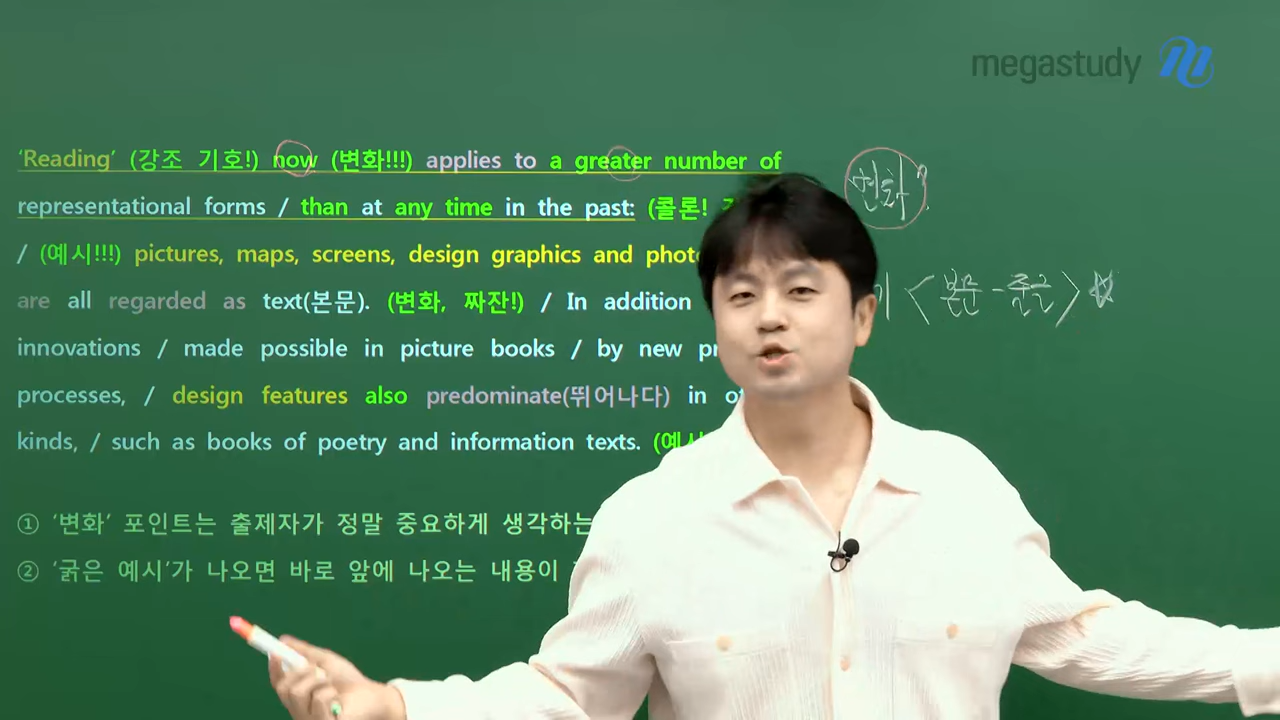 megastudy
‘Reading’ (강조 기호!) now (변화!!!) applies to a greater number of
변화?
representational forms / than at any time in the past: (콜론!
/ (예시!!!) pictures, maps, screens, design graphics and
are all regarded as text(본문). (변화, 짜잔!) / In addition
innovations / made possible in picture books / by new
processes, / design features also predominate(뛰어나다) in
kinds, / such as books of poetry and information texts.
① ‘변화’ 포인트는 출제자가 정말 중요하게 생각하는
② ‘굵은 예시’가 나오면 바로 앞에 나오는 내용이